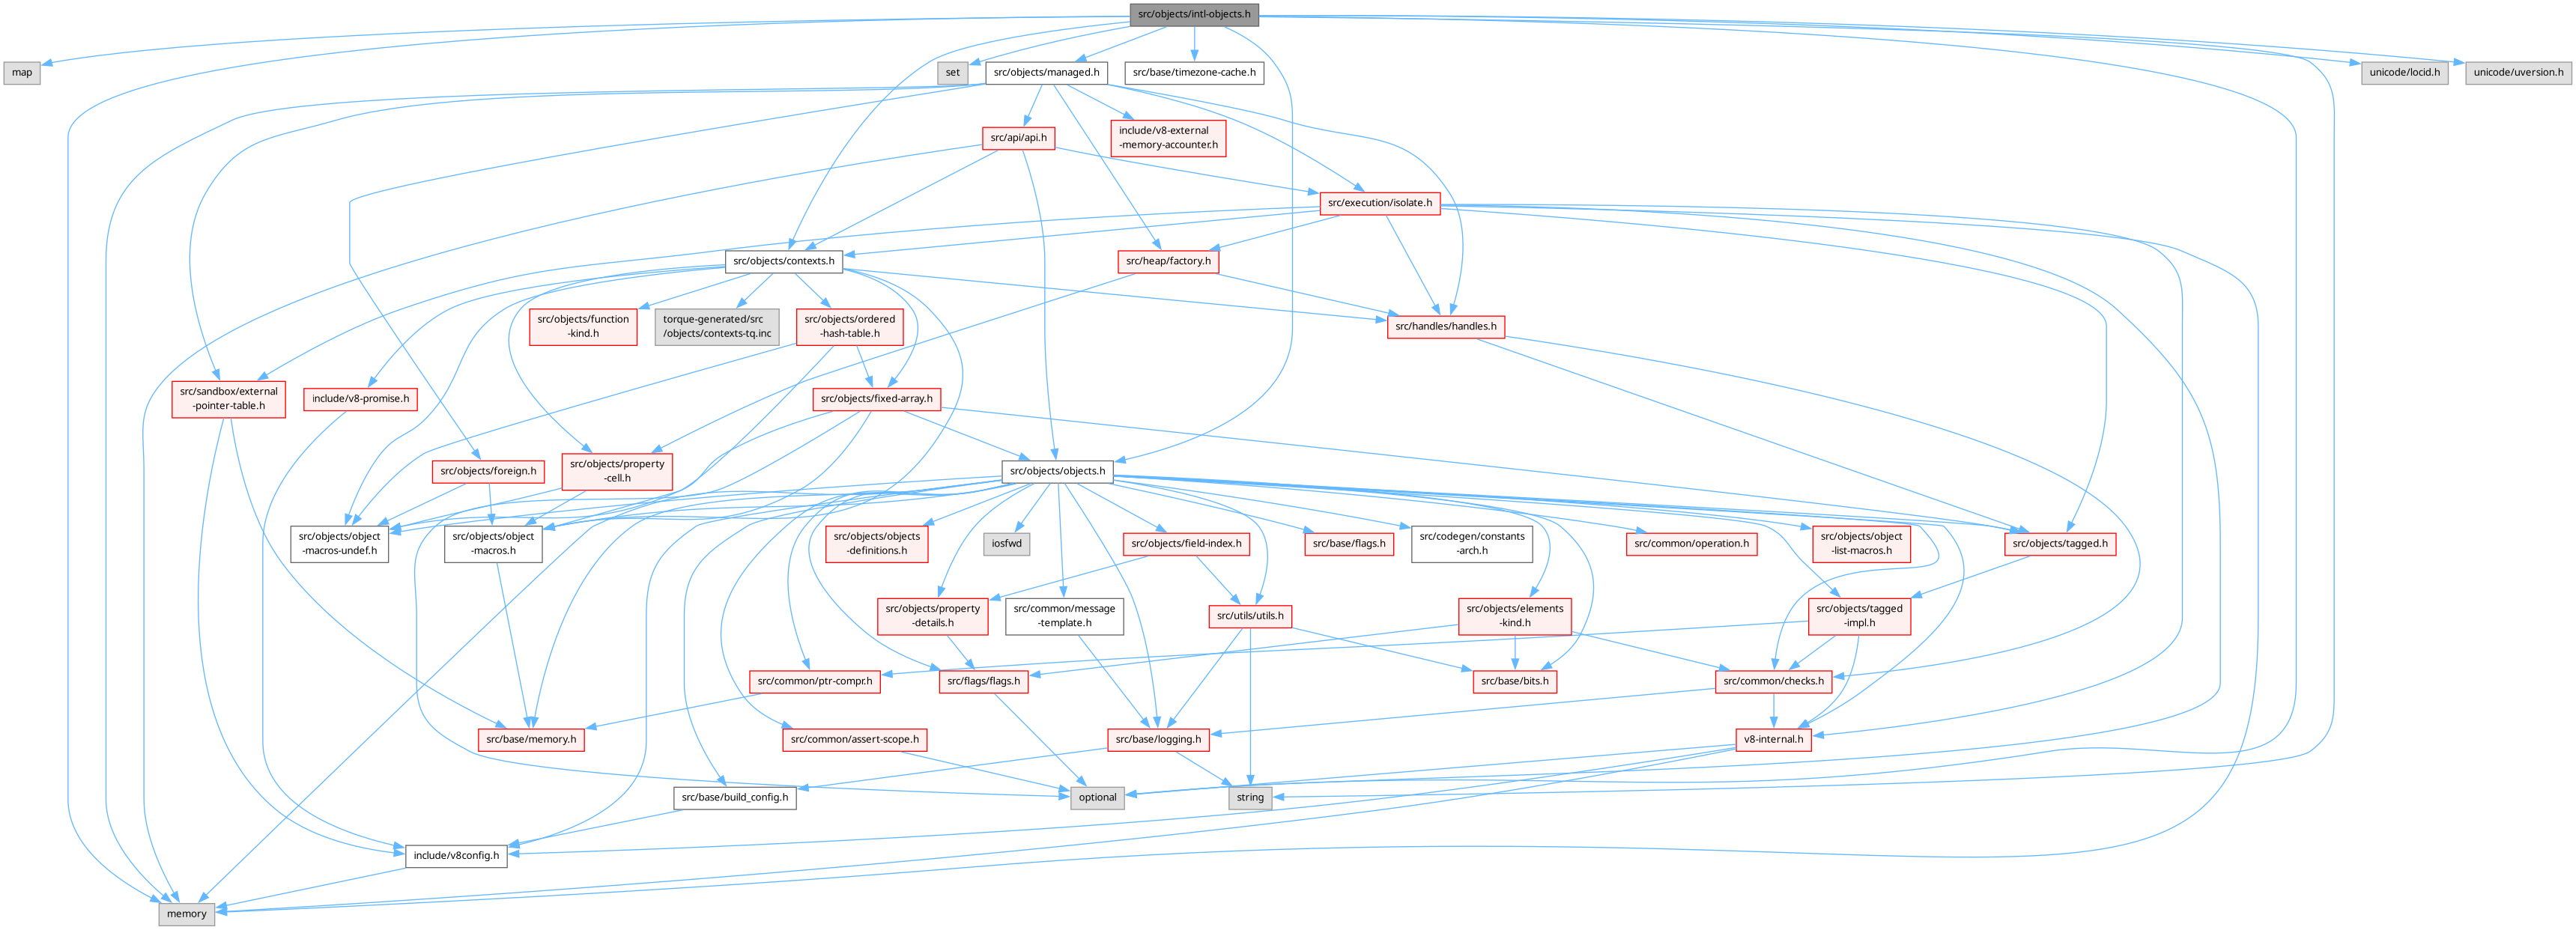 src/objects/intl-objects.h
map
set
src/objects/managed.h
src/base/timezone-cache.h
unicode/locid.h
unicode/uversion.h
src/api/api.h
include/v8-external
-memory-accounter.h
src/execution/isolate.h
src/objects/contexts.h
src/heap/factory.h
src/objects/function
-kind.h
torque-generated/src
/objects/contexts-tq.inc
src/objects/ordered
-hash-table.h
src/handles/handles.h
src/sandbox/external
-pointer-table.h
include/v8-promise.h
src/objects/fixed-array.h
src/objects/foreign.h
src/objects/property
-cell.h
src/objects/objects.h
src/objects/object
-macros-undef.h
src/objects/object
-macros.h
src/objects/objects
-definitions.h
iosfwd
src/objects/field-index.h
src/base/flags.h
src/codegen/constants
-arch.h
src/common/operation.h
src/objects/object
-list-macros.h
src/objects/tagged.h
src/objects/property
-details.h
src/common/message
-template.h
src/utils/utils.h
src/objects/elements
-kind.h
src/objects/tagged
-impl.h
src/common/ptr-compr.h
src/flags/flags.h
src/base/bits.h
src/common/checks.h
src/base/memory.h
src/common/assert-scope.h
src/base/logging.h
v8-internal.h
src/base/build_config.h
optional
string
include/v8config.h
memory